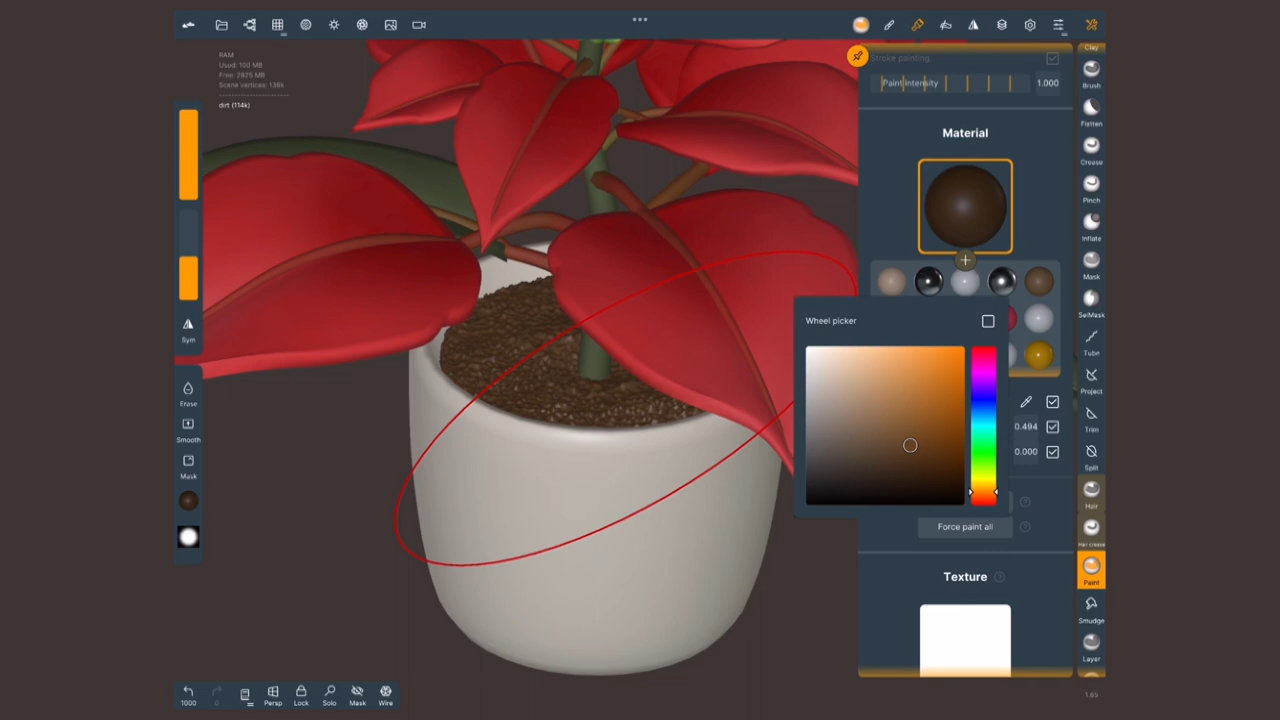 RAM
Used: 100 MB
Free: 2825 MB
Scene vertices: 138k
dirt (114k)
Sym
Erase
Smooth
Mask
1000
0
Persp
Lock
Solo
Mask
Wire
Stroke painting
Paint intensity
1.000
Material
Wheel picker
0.494
0.000
Force paint all
?
?
Texture ?
Clay
Brush
Flatten
Crease
Pinch
Inflate
Mask
SelMask
Tube
Project
Trim
Split
Hair
Hair crease
Paint
Smudge
Layer
1.65